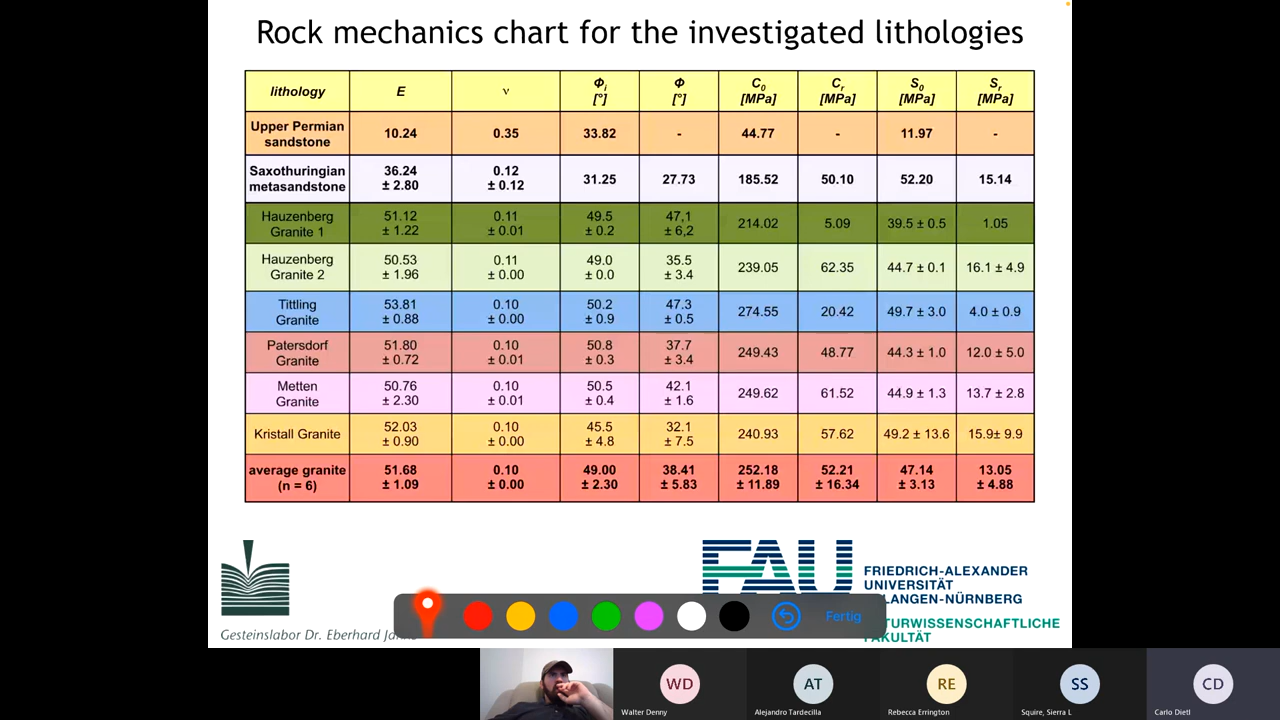 Rock mechanics chart for the investigated lithologies
lithology E ν Φi [°] Φ [°] C0 [MPa] Cr [MPa] S0 [MPa] Sr [MPa]
Upper Permian sandstone 10.24 0.35 33.82 - 44.77 - 11.97 -
Saxothuringian metasandstone 36.24 ± 2.80 0.12 ± 0.12 31.25 27.73 185.52 50.10 52.20 15.14
Hauzenberg Granite 1 51.12 ± 1.22 0.11 ± 0.01 49.5 ± 0.2 47,1 ± 6,2 214.02 5.09 39.5 ± 0.5 1.05
Hauzenberg Granite 2 50.53 ± 1.96 0.11 ± 0.00 49.0 ± 0.0 35.5 ± 3.4 239.05 62.35 44.7 ± 0.1 16.1 ± 4.9
Tittling Granite 53.81 ± 0.88 0.10 ± 0.00 50.2 ± 0.9 47.3 ± 0.5 274.55 20.42 49.7 ± 3.0 4.0 ± 0.9
Patersdorf Granite 51.80 ± 0.72 0.10 ± 0.01 50.8 ± 0.3 37.7 ± 3.4 249.43 48.77 44.3 ± 1.0 12.0 ± 5.0
Metten Granite 50.76 ± 2.30 0.10 ± 0.01 50.5 ± 0.4 42.1 ± 1.6 249.62 61.52 44.9 ± 1.3 13.7 ± 2.8
Kristall Granite 52.03 ± 0.90 0.10 ± 0.00 45.5 ± 4.8 32.1 ± 7.5 240.93 57.62 49.2 ± 13.6 15.9± 9.9
average granite (n = 6) 51.68 ± 1.09 0.10 ± 0.00 49.00 ± 2.30 38.41 ± 5.83 252.18 ± 11.89 52.21 ± 16.34 47.14 ± 3.13 13.05 ± 4.88
FAU
FRIEDRICH-ALEXANDER
UNIVERSITÄT
LANGEN-NÜRNBERG
TURWISSENSCHAFTLICHE
FAKULTÄT
Gesteinslabor Dr. Eberhard
Fertig
WD AT RE SS CD
Walter Denny
Alejandro Tardecilla
Rebecca Errington
Squire, Sierra L
Carlo Dietl